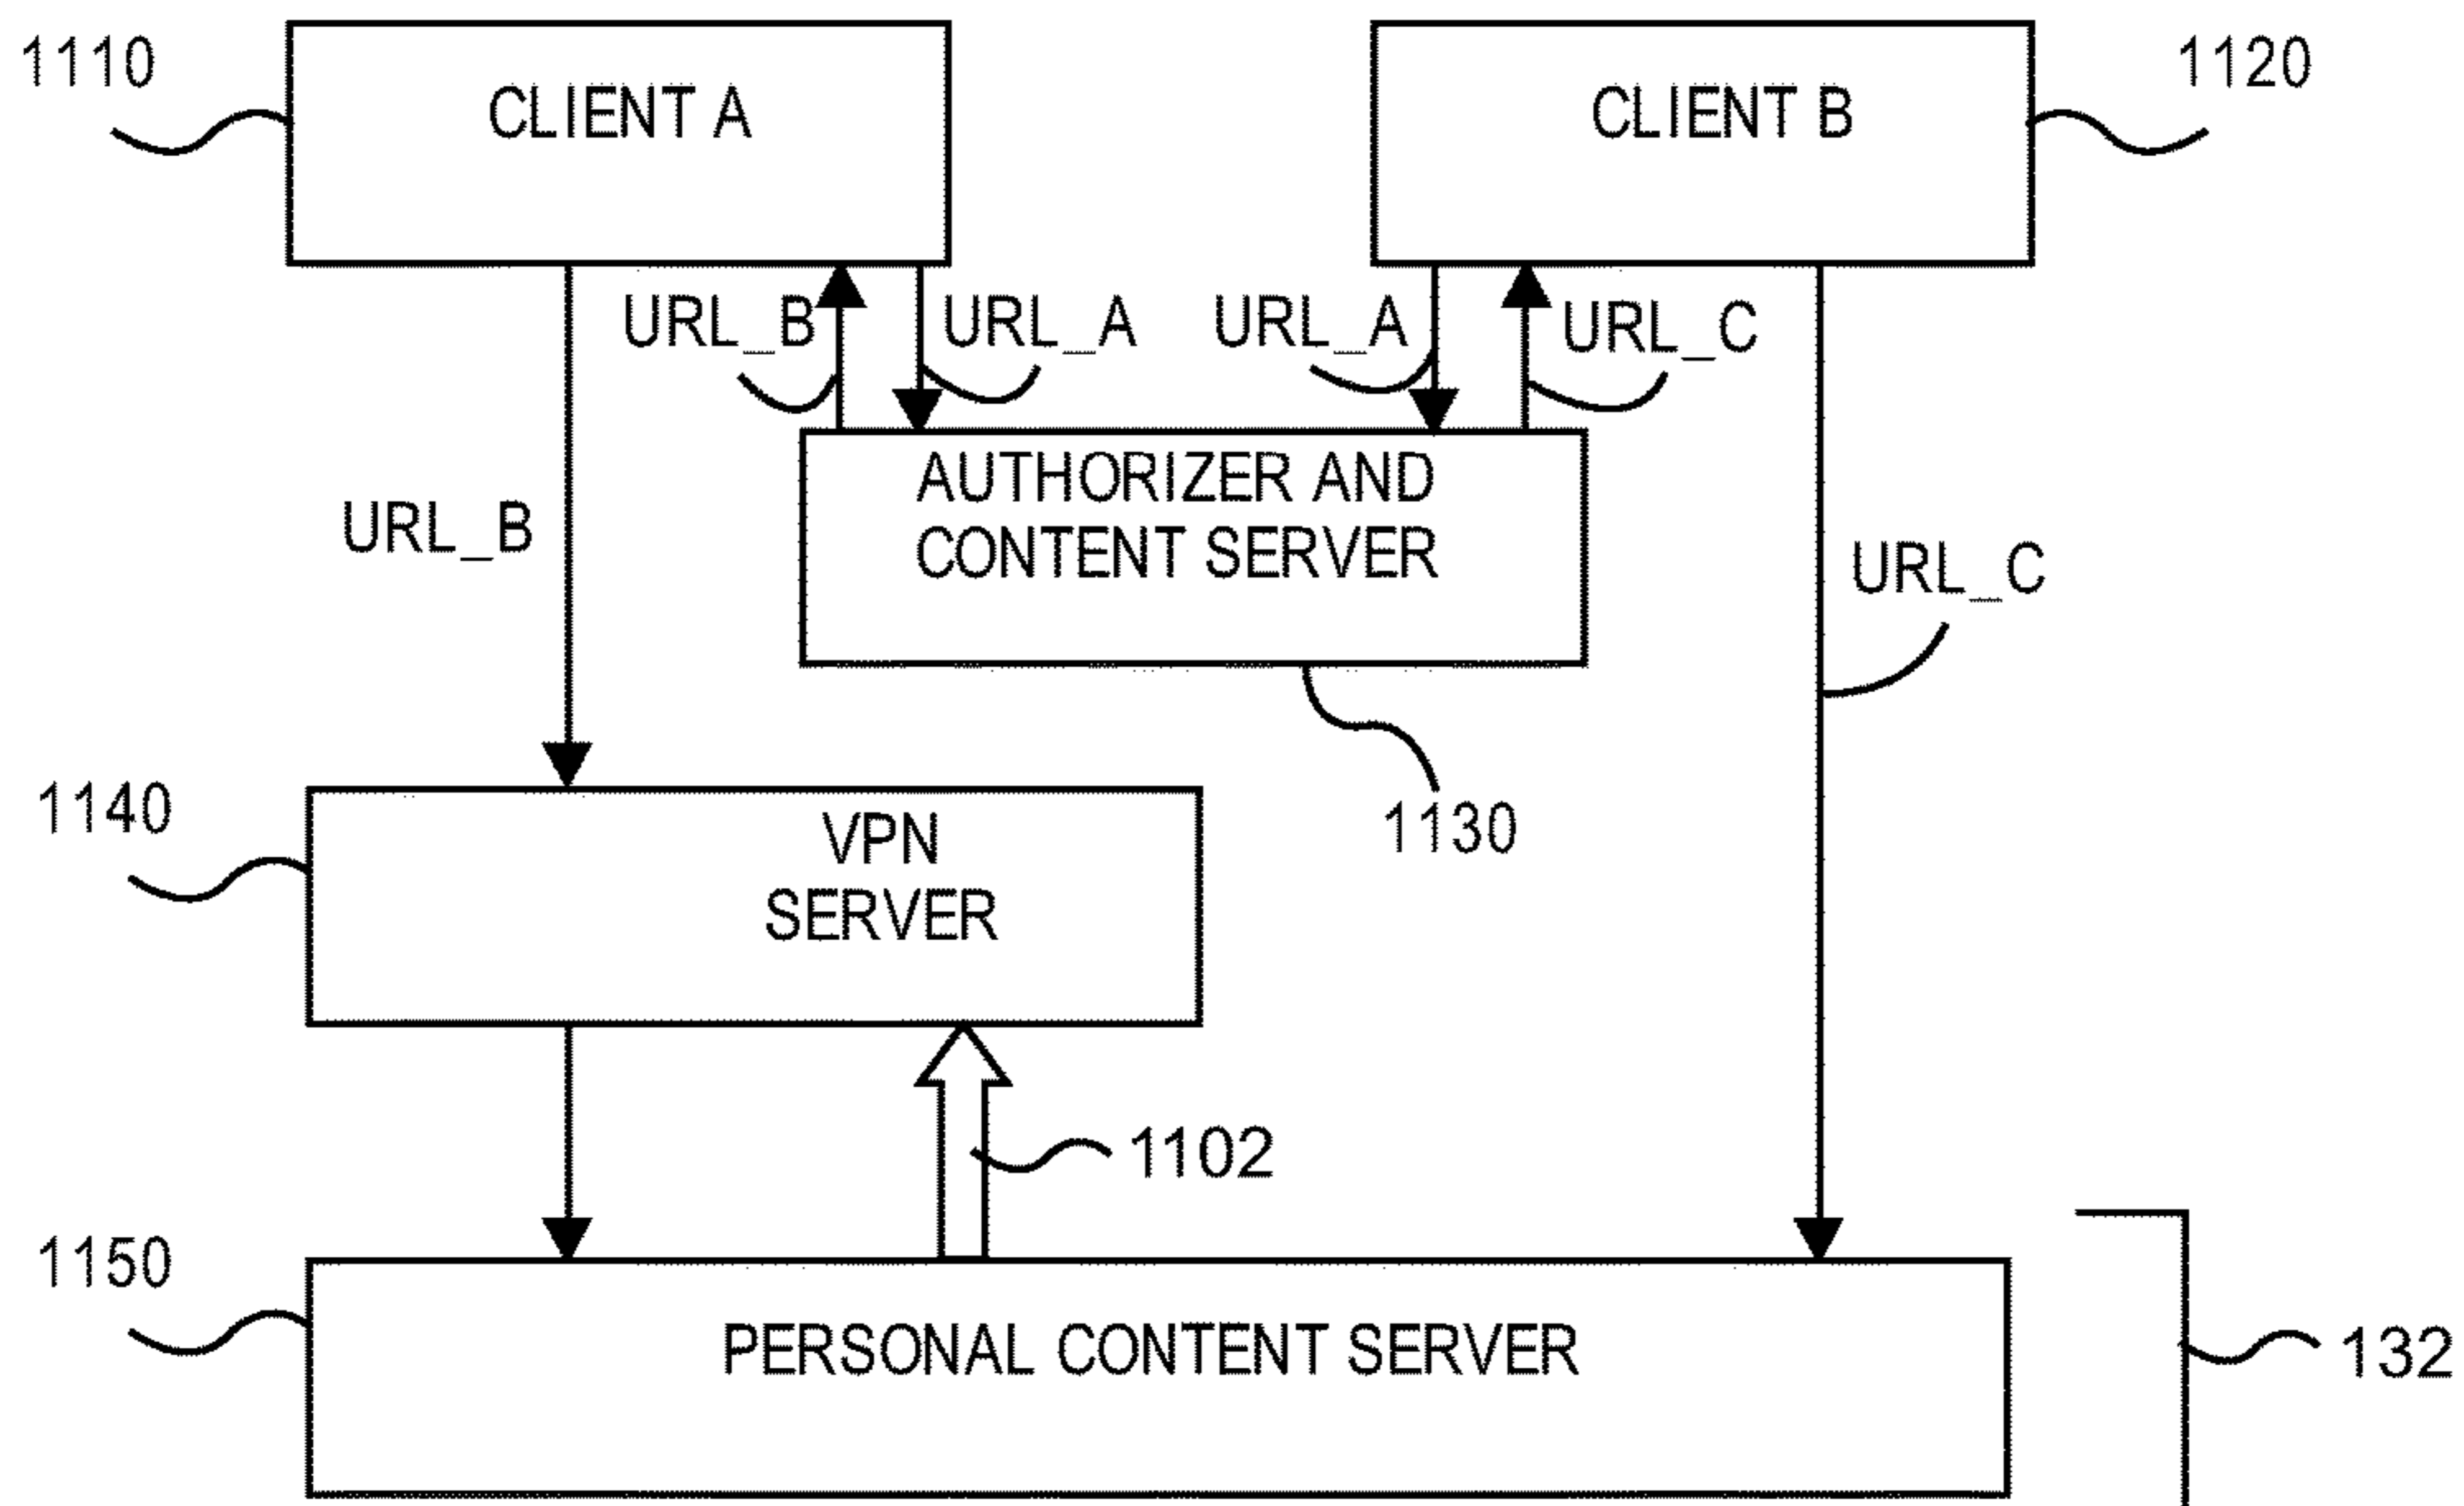 1110
CLIENT A
CLIENT B
1120
URL_B
URL_A
URL_A
URL_C
AUTHORIZER AND
CONTENT SERVER
URL_B
URL_C
1140
VPN
SERVER
1130
1102
1150
PERSONAL CONTENT SERVER
132